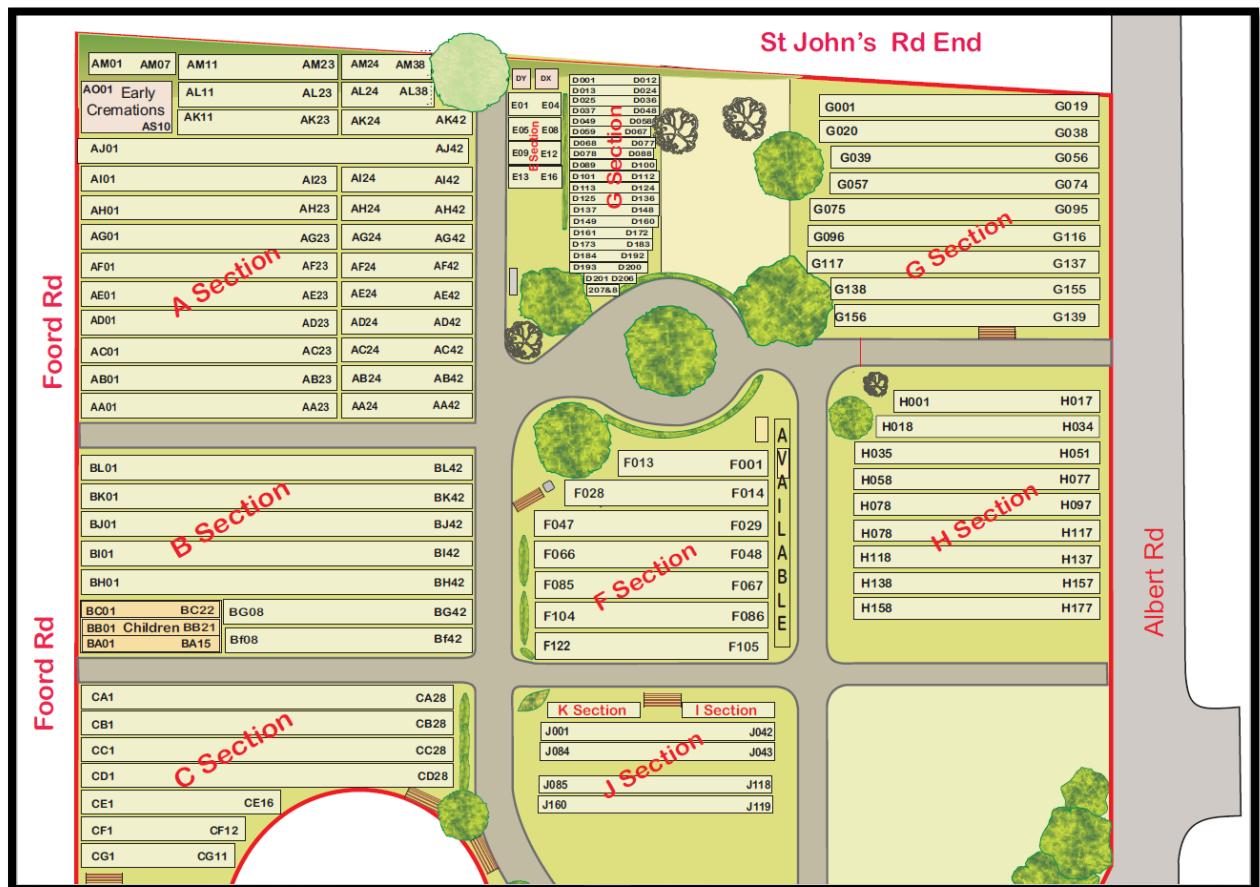 St John's Rd End
AM01 AM07 AM11 AM23 AM24 AM38
AO01 Early Cremations AS10
AL11 AL23 AL24 AL38
AK11 AK23 AK24 AK42
AJ01 AJ42
AI01 AI23 AI24 AI42
AH01 AH23 AH24 AH42
AG01 AG23 AG24 AG42
AF01 AF23 AF24 AF42
AE01 AE23 AE24 AE42
AD01 AD23 AD24 AD42
AC01 AC23 AC24 AC42
AB01 AB23 AB24 AB42
AA01 AA23 AA24 AA42
A Section
Foord Rd
DY DX
E01 E04
E05 E08
E09 E12
E13 E16
E Section
D001 D012
D013 D024
D025 D036
D037 D048
D049 D058
D059 D067
D068 D077
D078 D088
D089 D100
D101 D112
D113 D124
D125 D136
D137 D148
D149 D160
D161 D172
D173 D183
D184 D192
D193 D200
D201 D206
207&8
G Section
G001 G019
G020 G038
G039 G056
G057 G074
G075 G095
G096 G116
G117 G137
G138 G155
G156 G139
G Section
BL01 BL42
BK01 BK42
BJ01 BJ42
BI01 BI42
BH01 BH42
BC01 BC22 BG08 BG42
BB01 Children BB21
BA01 BA15 Bf08 Bf42
B Section
Foord Rd
F013 F001
F028 F014
F047 F029
F066 F048
F085 F067
F104 F086
F122 F105
F Section
AVAILABLE
H001 H017
H018 H034
H035 H051
H058 H077
H078 H097
H078 H117
H118 H137
H138 H157
H158 H177
H Section
Albert Rd
CA1 CA28
CB1 CB28
CC1 CC28
CD1 CD28
CE1 CE16
CF1 CF12
CG1 CG11
C Section
K Section I Section
J001 J042
J084 J043
J085 J118
J160 J119
J Section